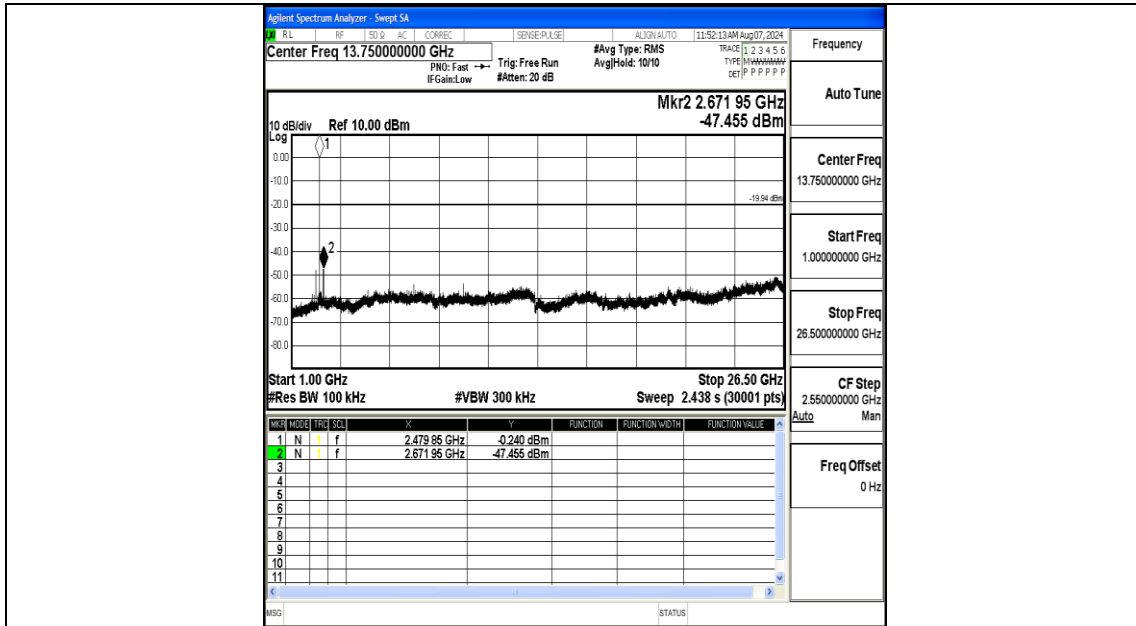 Agilent Spectrum Analyzer - Swept SA
RL RF 50 Ω AC CORREC SENSE:PULSE ALIGNAUTO 11:52:13 AM Aug 07, 2024
Center Freq 13.750000000 GHz
PNO: Fast
IFGain:Low
Trig: Free Run
#Atten: 20 dB
#Avg Type: RMS
Avg|Hold: 10/10
TRACE 1 2 3 4 5 6
TYPE MWWWWW
DET P P P P P P
Mkr2 2.671 95 GHz
-47.455 dBm
10 dB/div Ref 10.00 dBm
Log
1
0.00
-10.0
-20.0
-19.94 dBm
-30.0
2
-40.0
-50.0
-60.0
-70.0
-80.0
Start 1.00 GHz Stop 26.50 GHz
#Res BW 100 kHz #VBW 300 kHz Sweep 2.438 s (30001 pts)
MKR MODE TRC SCL X Y FUNCTION FUNCTION WIDTH FUNCTION VALUE
1 N 1 f 2.479 85 GHz -0.240 dBm
2 N 1 f 2.671 95 GHz -47.455 dBm
3
4
5
6
7
8
9
10
11
MSG STATUS
Frequency
Auto Tune
Center Freq
13.750000000 GHz
Start Freq
1.000000000 GHz
Stop Freq
26.500000000 GHz
CF Step
2.550000000 GHz
Auto Man
Freq Offset
0 Hz